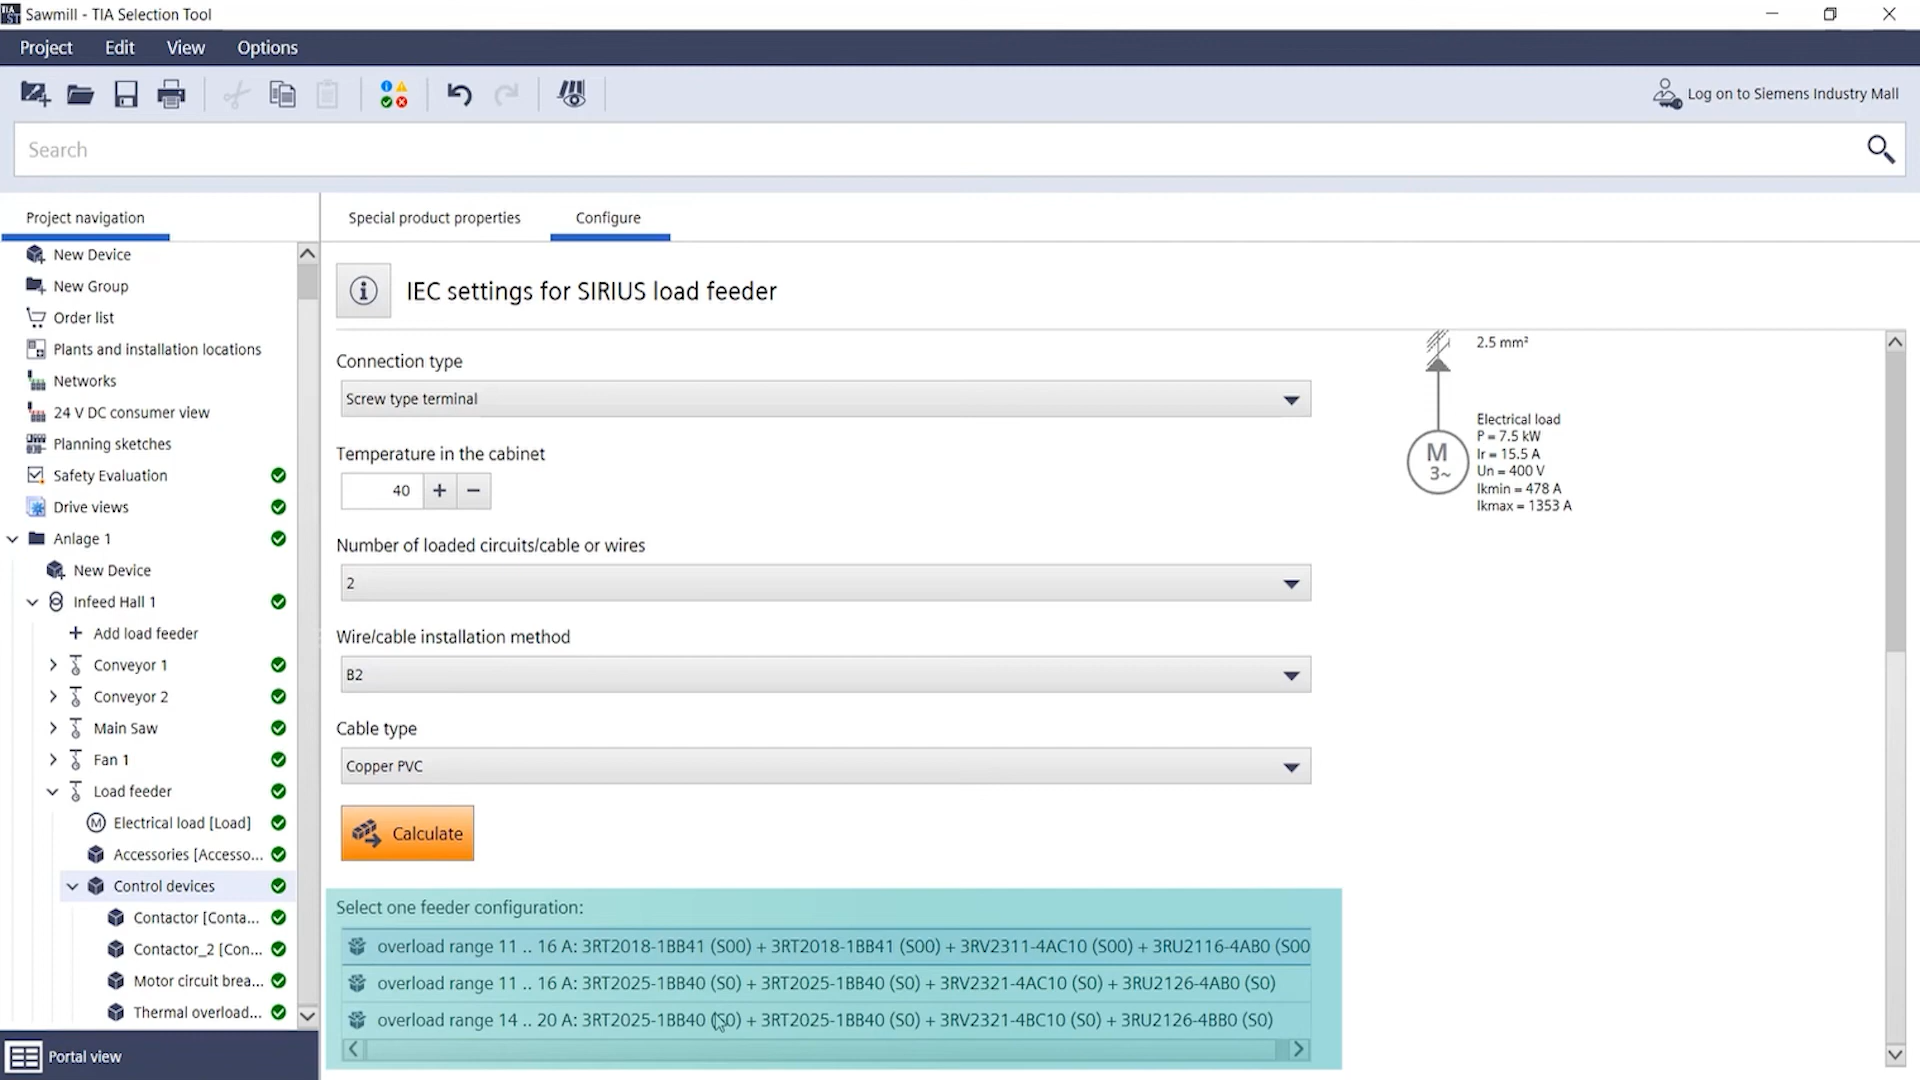 TIA ST Sawmill - TIA Selection Tool
Project Edit View Options
Log on to Siemens Industry Mall
Search
Project navigation
New Device
New Group
Order list
Plants and installation locations
Networks
24 V DC consumer view
Planning sketches
Safety Evaluation
Drive views
Anlage 1
New Device
Infeed Hall 1
Add load feeder
Conveyor 1
Conveyor 2
Main Saw
Fan 1
Load feeder
Electrical load [Load]
Accessories [Accesso...
Control devices
Contactor [Conta...
Contactor_2 [Con...
Motor circuit brea...
Thermal overload...
Portal view
Special product properties Configure
IEC settings for SIRIUS load feeder
Connection type
Screw type terminal
Temperature in the cabinet
40 + −
Number of loaded circuits/cable or wires
2
Wire/cable installation method
B2
Cable type
Copper PVC
Calculate
Select one feeder configuration:
overload range 11 .. 16 A: 3RT2018-1BB41 (S00) + 3RT2018-1BB41 (S00) + 3RV2311-4AC10 (S00) + 3RU2116-4AB0 (S00
overload range 11 .. 16 A: 3RT2025-1BB40 (S0) + 3RT2025-1BB40 (S0) + 3RV2321-4AC10 (S0) + 3RU2126-4AB0 (S0)
overload range 14 .. 20 A: 3RT2025-1BB40 (S0) + 3RT2025-1BB40 (S0) + 3RV2321-4BC10 (S0) + 3RU2126-4BB0 (S0)
2.5 mm²
M
3~
Electrical load
P = 7.5 kW
Ir = 15.5 A
Un = 400 V
Ikmin = 478 A
Ikmax = 1353 A